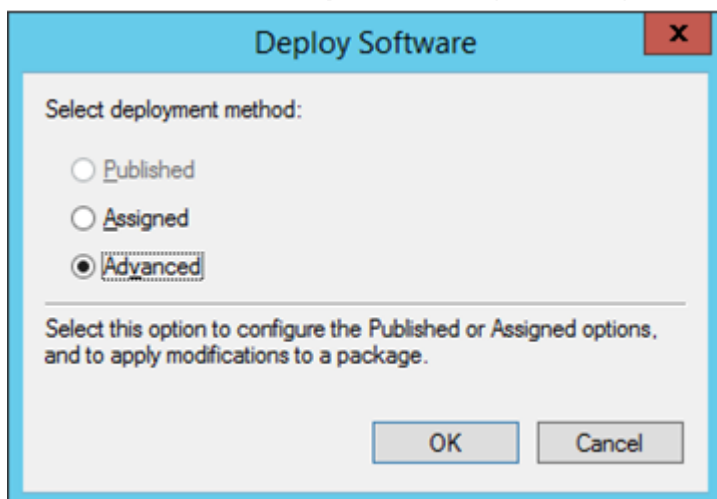 Deploy Software
x
Select deployment method:
Published
Assigned
Advanced
Select this option to configure the Published or Assigned options,
and to apply modifications to a package.
OK
Cancel